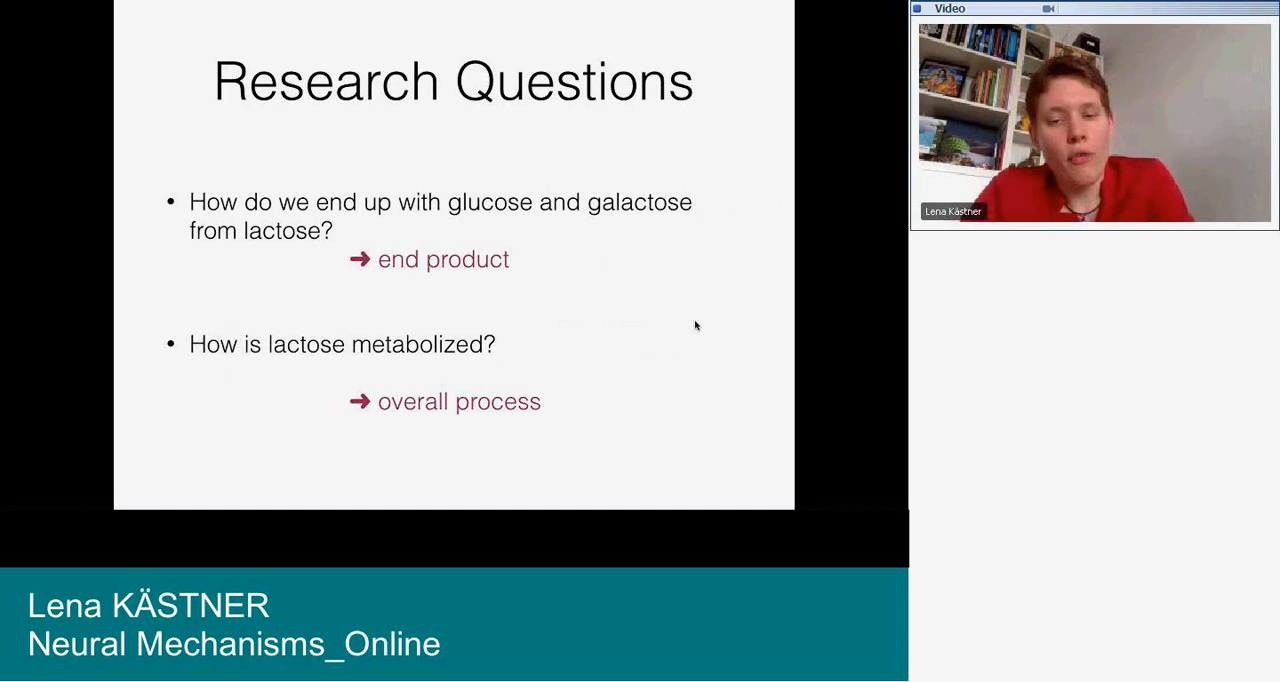 Research Questions
• How do we end up with glucose and galactose
from lactose?
➜ end product
• How is lactose metabolized?
➜ overall process
Video
Lena Kästner
Lena KÄSTNER
Neural Mechanisms_Online